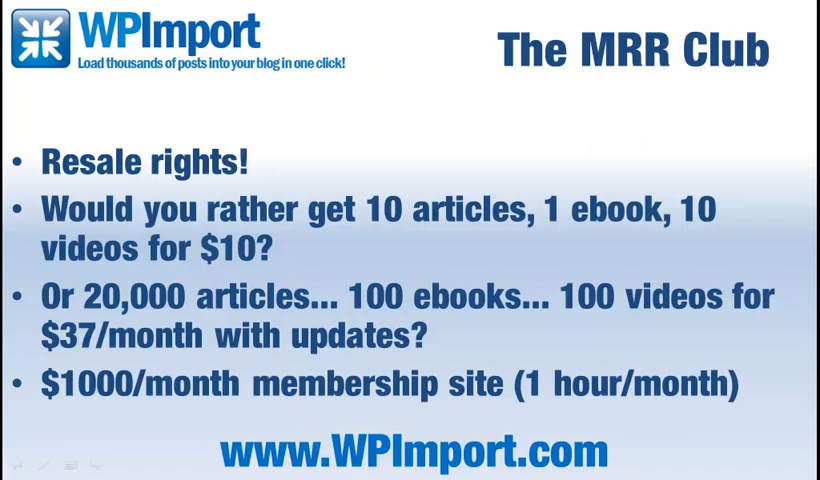 WPImport
Load thousands of posts into your blog in one click!
The MRR Club
• Resale rights!
• Would you rather get 10 articles, 1 ebook, 10
videos for $10?
• Or 20,000 articles... 100 ebooks... 100 videos for
$37/month with updates?
• $1000/month membership site (1 hour/month)
www.WPImport.com